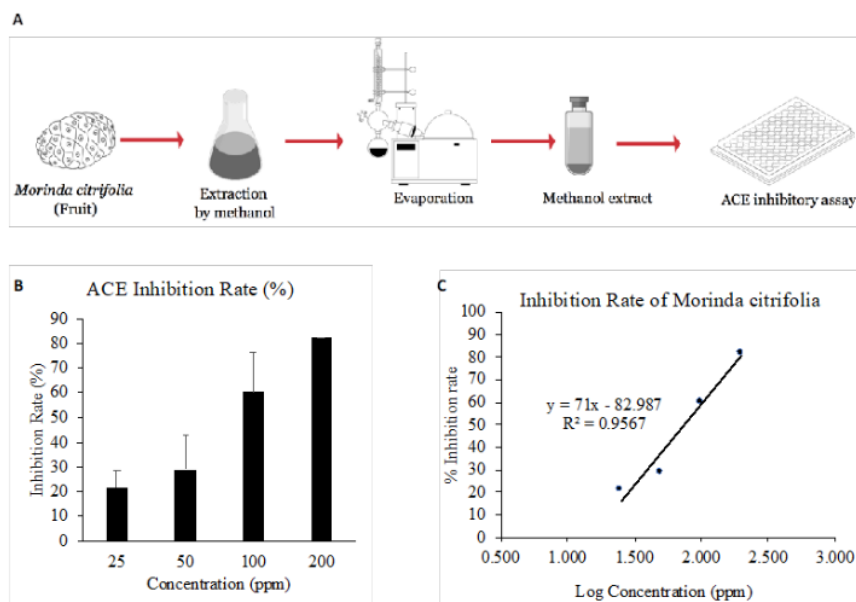 A
Morinda citrifolia
(Fruit)
Extraction
by methanol
Evaporation
Methanol extract
ACE inhibitory assay
B
ACE Inhibition Rate (%)
Inhibition Rate (%)
90
80
70
60
50
40
30
20
10
0
25 50 100 200
Concentration (ppm)
C
Inhibition Rate of Morinda citrifolia
% Inhibition rate
100
90
80
70
60
50
40
30
20
10
0
y = 71x - 82.987
R² = 0.9567
0.500 1.000 1.500 2.000 2.500 3.000
Log Concentration (ppm)